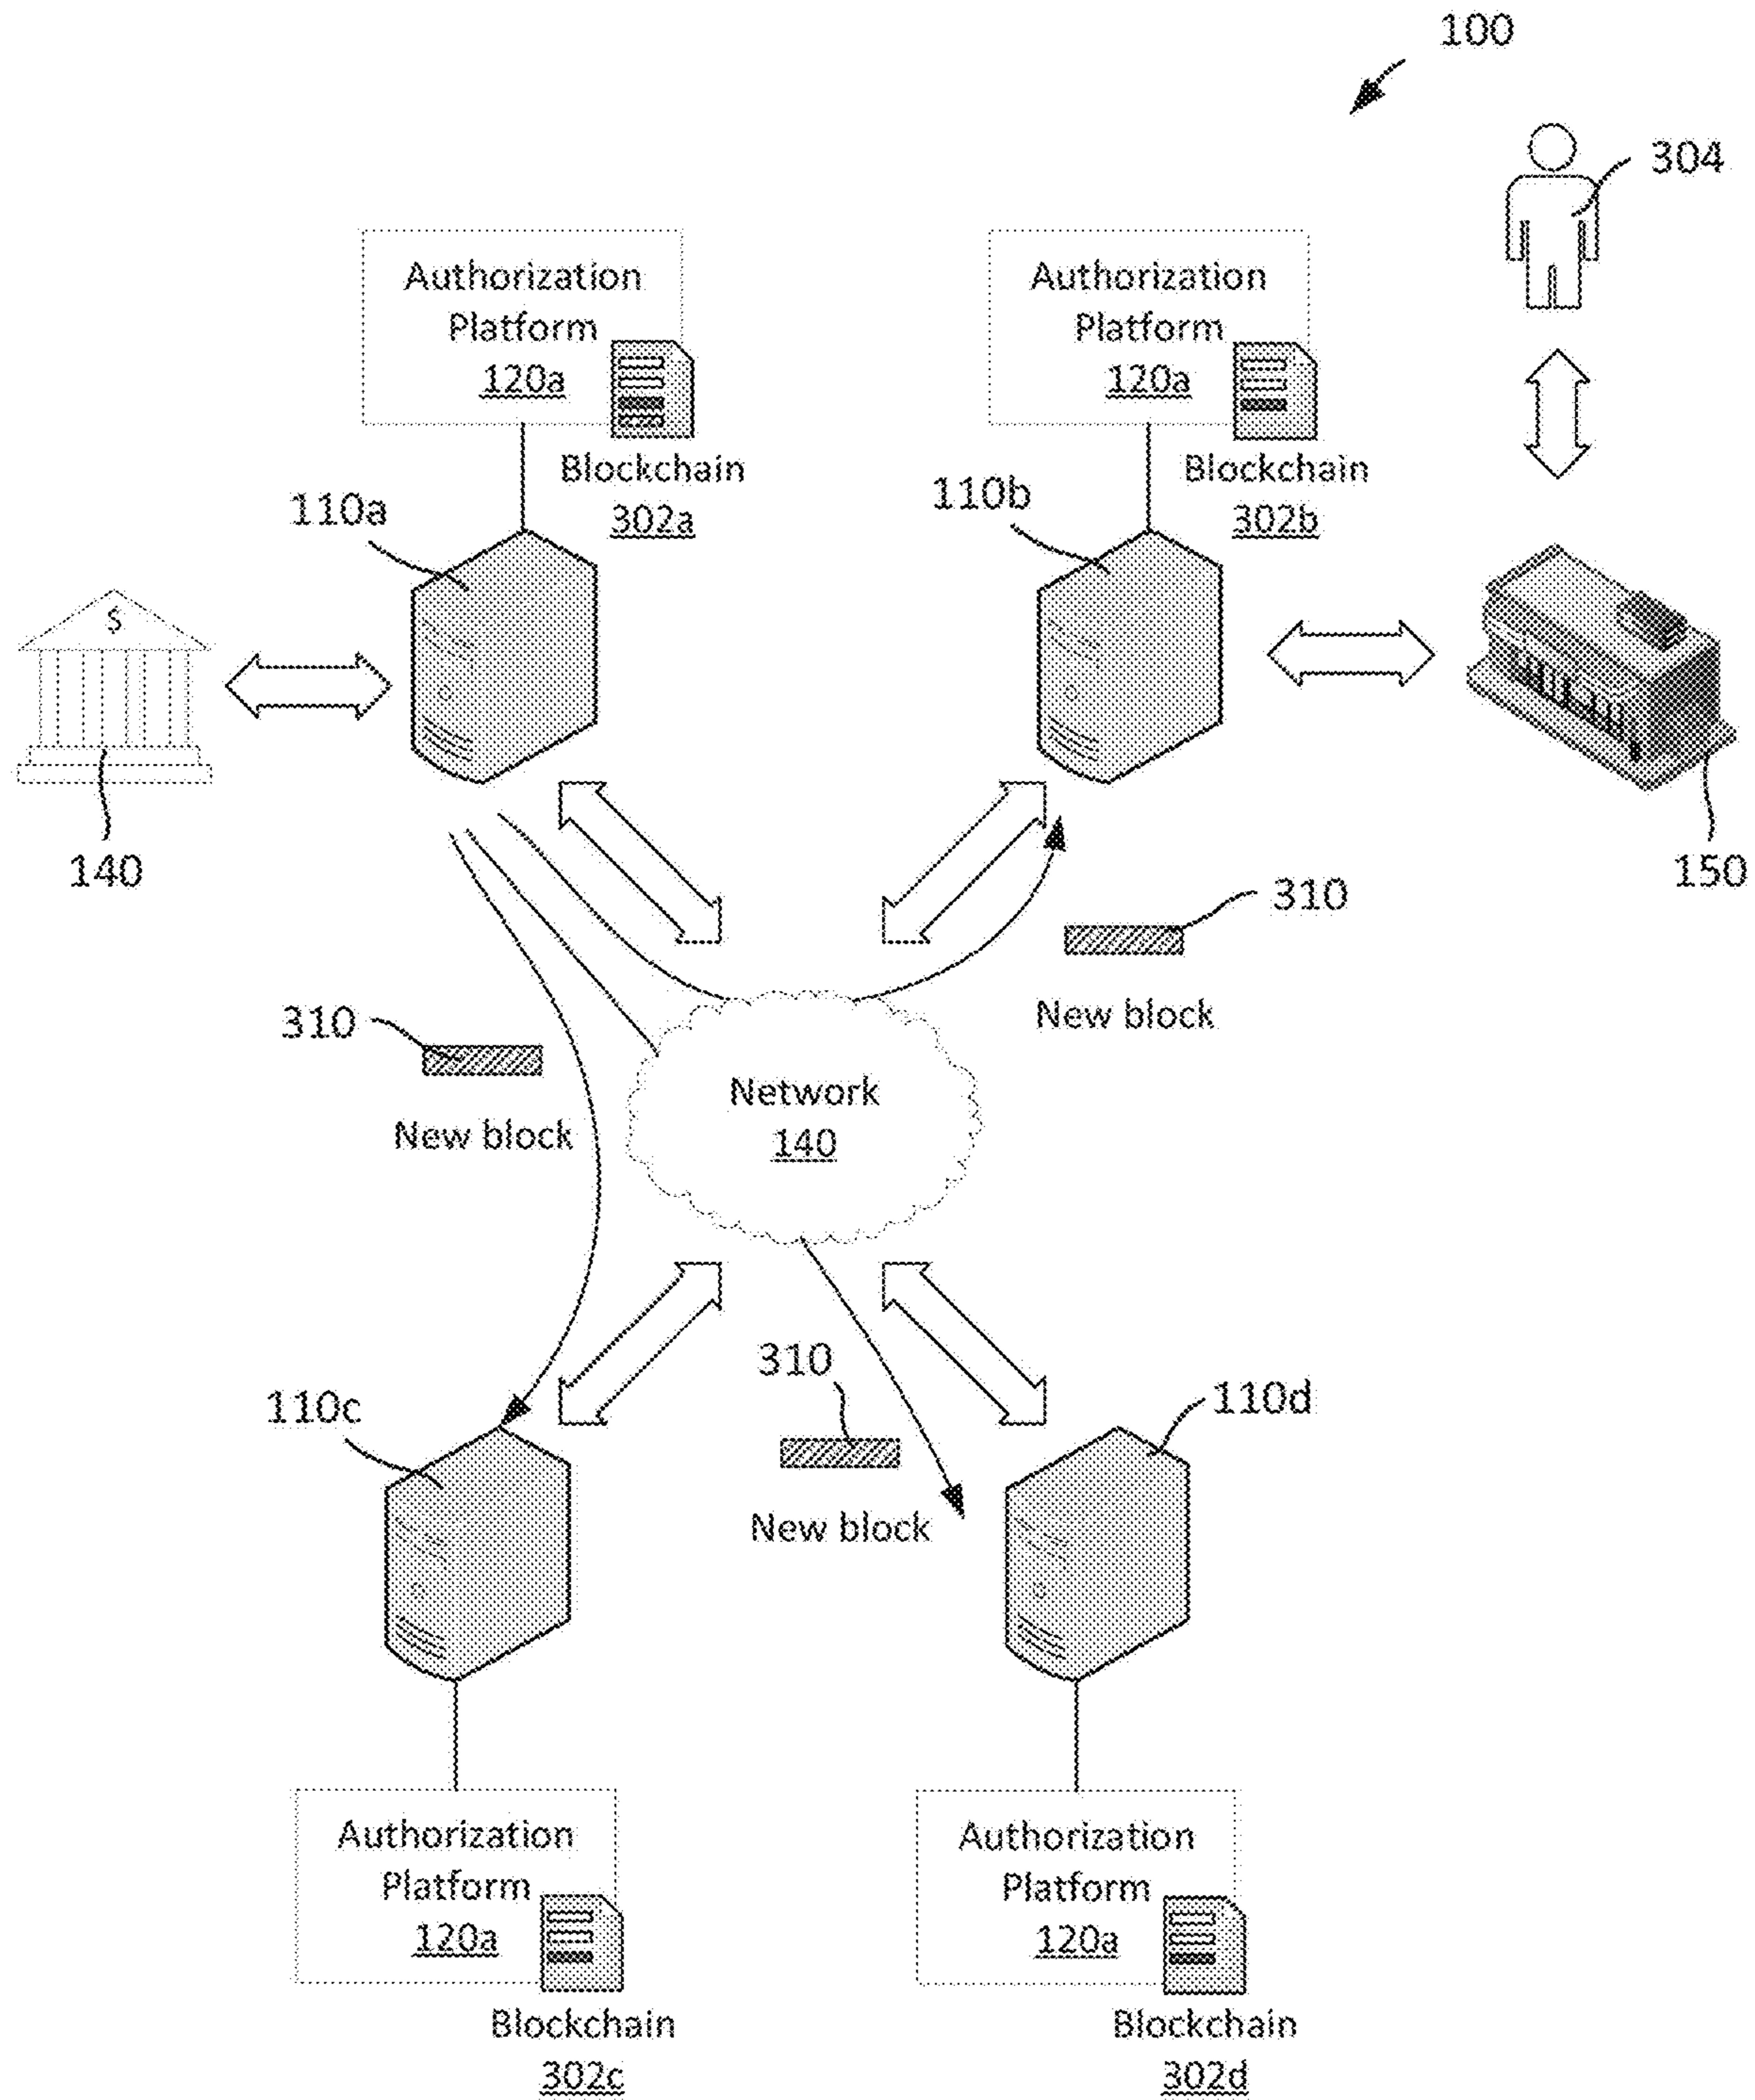 100
304
Authorization
Platform
120a
Blockchain
302a
Authorization
Platform
120a
Blockchain
302b
110a
110b
$
140
150
310
New block
310
New block
Network
140
310
New block
110c
110d
Authorization
Platform
120a
Blockchain
302c
Authorization
Platform
120a
Blockchain
302d